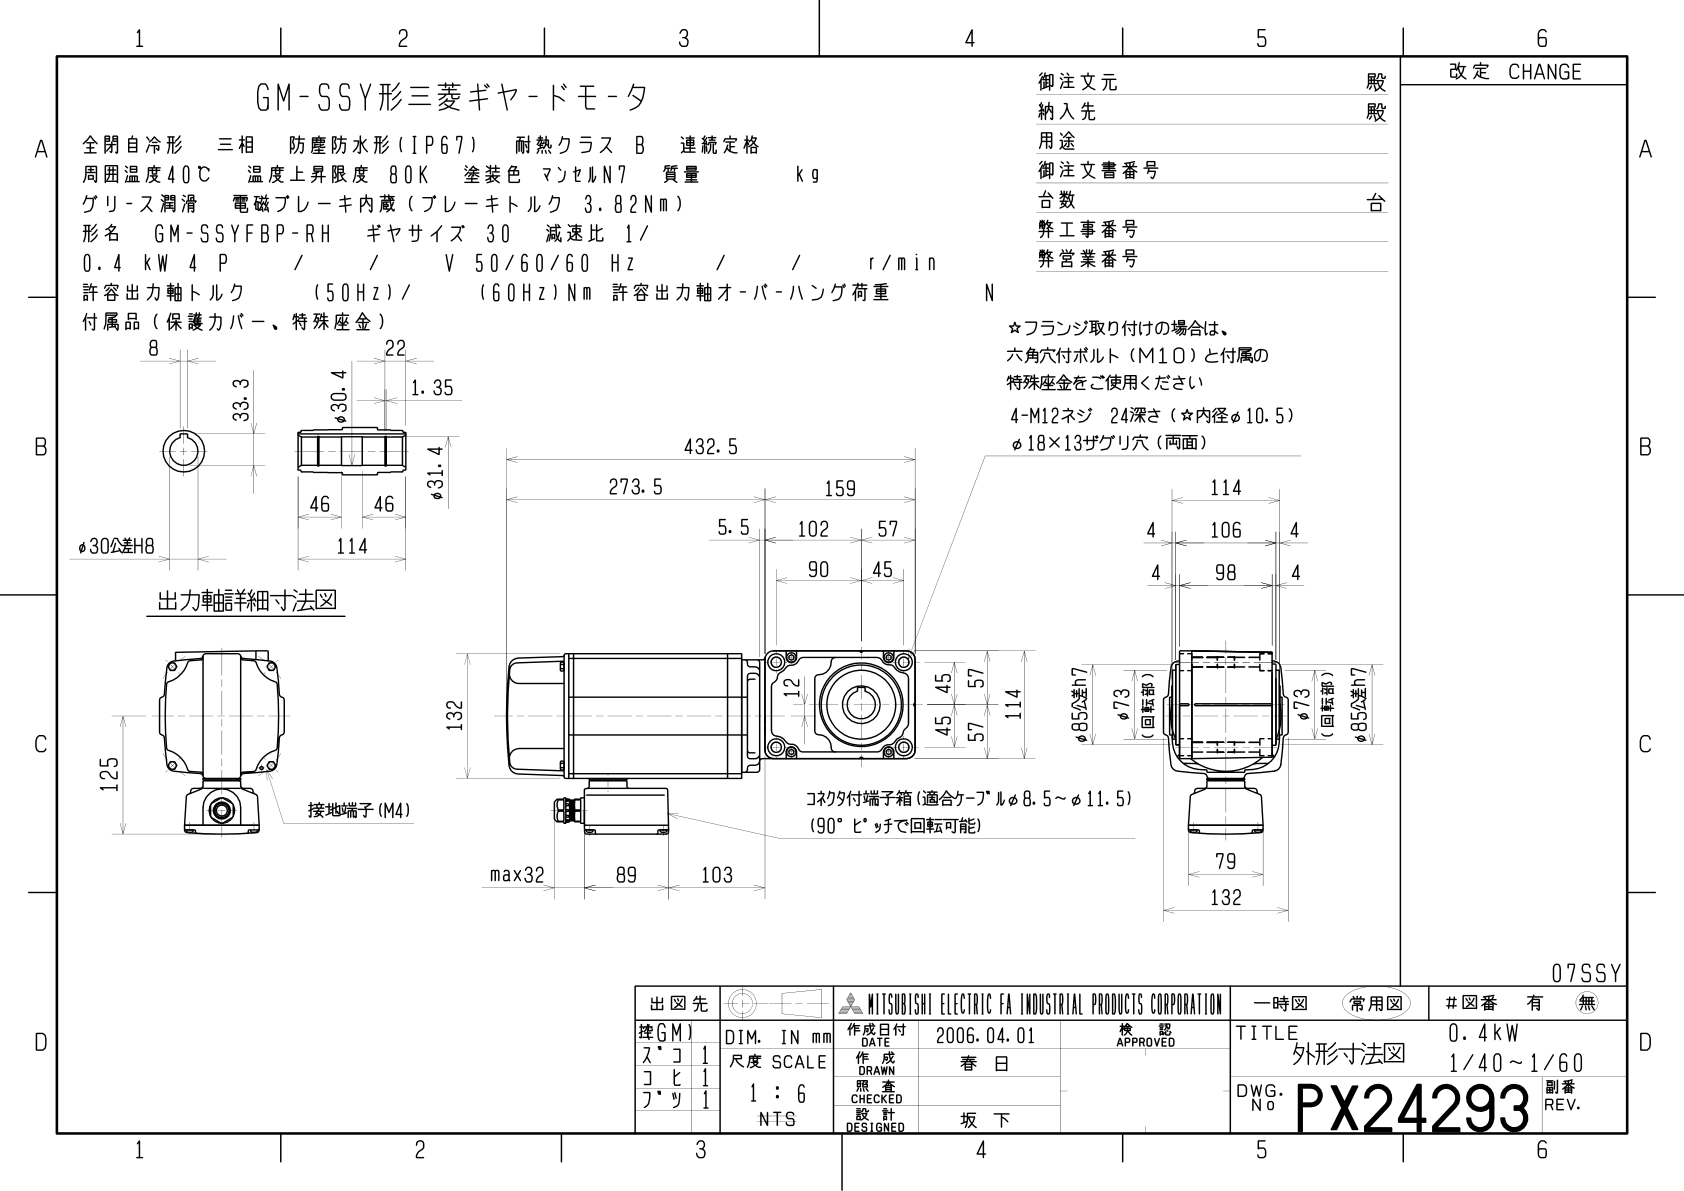 1 2 3 4 5 6
改定 CHANGE
GM-SSY形三菱ギヤ-ドモ-タ
全閉自冷形 三相 防塵防水形(IP67) 耐熱クラス B 連続定格
周囲温度40℃ 温度上昇限度 80K 塗装色 マンセルN7 質量 kg
グリ-ス潤滑 電磁ブレーキ内蔵(ブレーキトルク 3.82Nm)
形名 GM-SSYFBP-RH ギヤサイズ 30 減速比 1/
0.4 kW 4 P / / V 50/60/60 Hz / / r/min
許容出力軸トルク (50Hz)/ (60Hz)Nm 許容出力軸オ-バ-ハング荷重 N
付属品(保護カバー、特殊座金)
御注文元 殿
納入先 殿
用途
御注文書番号
台数 台
弊工事番号
弊営業番号
A A
B B
C C
D D
☆フランジ取り付けの場合は、
六角穴付ボルト(M10)と付属の
特殊座金をご使用ください
4-M12ネジ 24深さ(☆内径φ10.5)
φ18×13ザグリ穴(両面)
8
33.3
φ30公差H8
22
φ30.4
1.35
φ31.4
46 46
114
出力軸詳細寸法図
432.5
273.5 159
5.5 102 57
90 45
132
12
45 57
114
45 57
max32 89 103
コネクタ付端子箱(適合ケーブルφ8.5~φ11.5)
(90°ピッチで回転可能)
125
接地端子(M4)
114
4 106 4
4 98 4
φ85公差h7
φ73
(回転部)
φ73
(回転部)
φ85公差h7
79
132
07SSY
出図先
MITSUBISHI ELECTRIC FA INDUSTRIAL PRODUCTS CORPORATION
一時図 常用図
#図番 有 無
GM)
スコ 1
コヒ 1
ブツ 1
DIM. IN mm
尺度 SCALE
1 : 6
NTS
作成日付 DATE 2006.04.01
作成 DRAWN 春日
照査 CHECKED
設計 DESIGNED 坂下
検認 APPROVED
TITLE
外形寸法図
0.4kW
1/40~1/60
DWG. No PX24293
副番 REV.
1 2 3 4 5 6